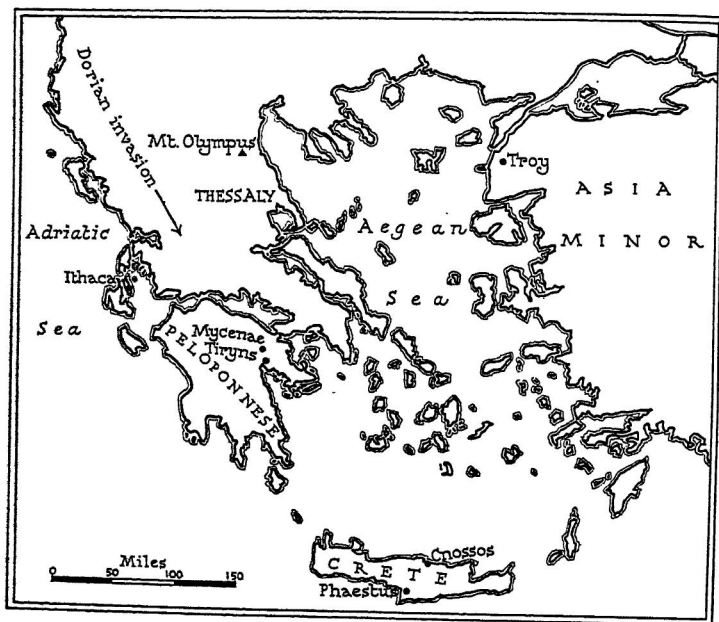 Dorian invasion
Mt. Olympus
THESSALY
Troy
ASIA
MINOR
Adriatic
Sea
Aegean
Sea
Ithaca
Mycenae
Tiryns
PELOPONNESE
Miles
0 50 100 150
CRETE
Cnossos
Phaestus